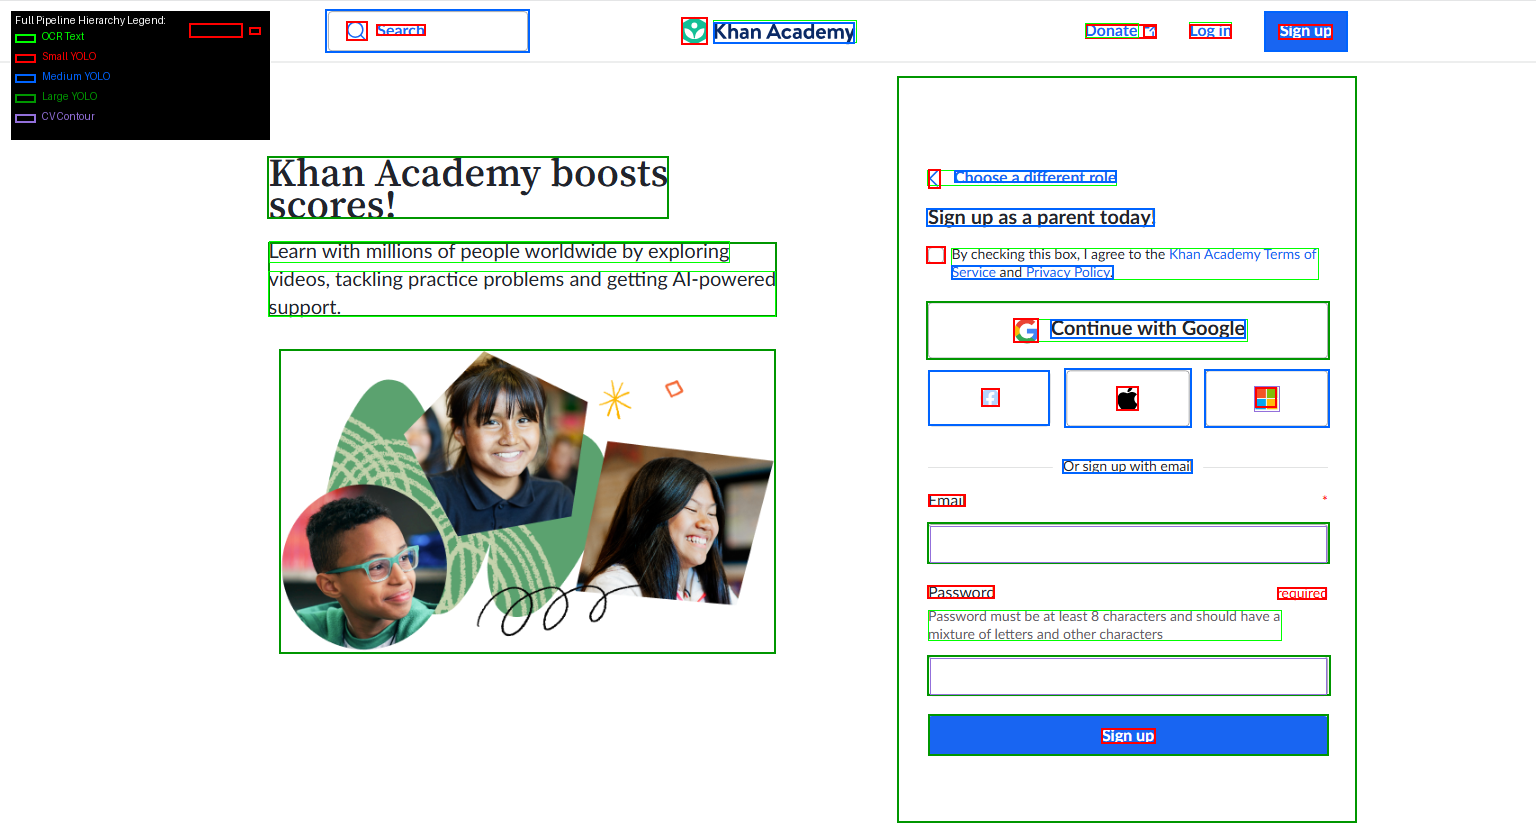 Full Pipeline Hierarchy Legend:
OCR Text
Small YOLO
Medium YOLO
Large YOLO
CV Contour
Search
Khan Academy
Donate
Log in
Sign up
Khan Academy boosts
scores!
Learn with millions of people worldwide by exploring
videos, tackling practice problems and getting AI-powered
support.
Choose a different role
Sign up as a parent today!
By checking this box, I agree to the Khan Academy Terms of
Service and Privacy Policy.
Continue with Google
Or sign up with email
Email *
Password required
Password must be at least 8 characters and should have a
mixture of letters and other characters
Sign up